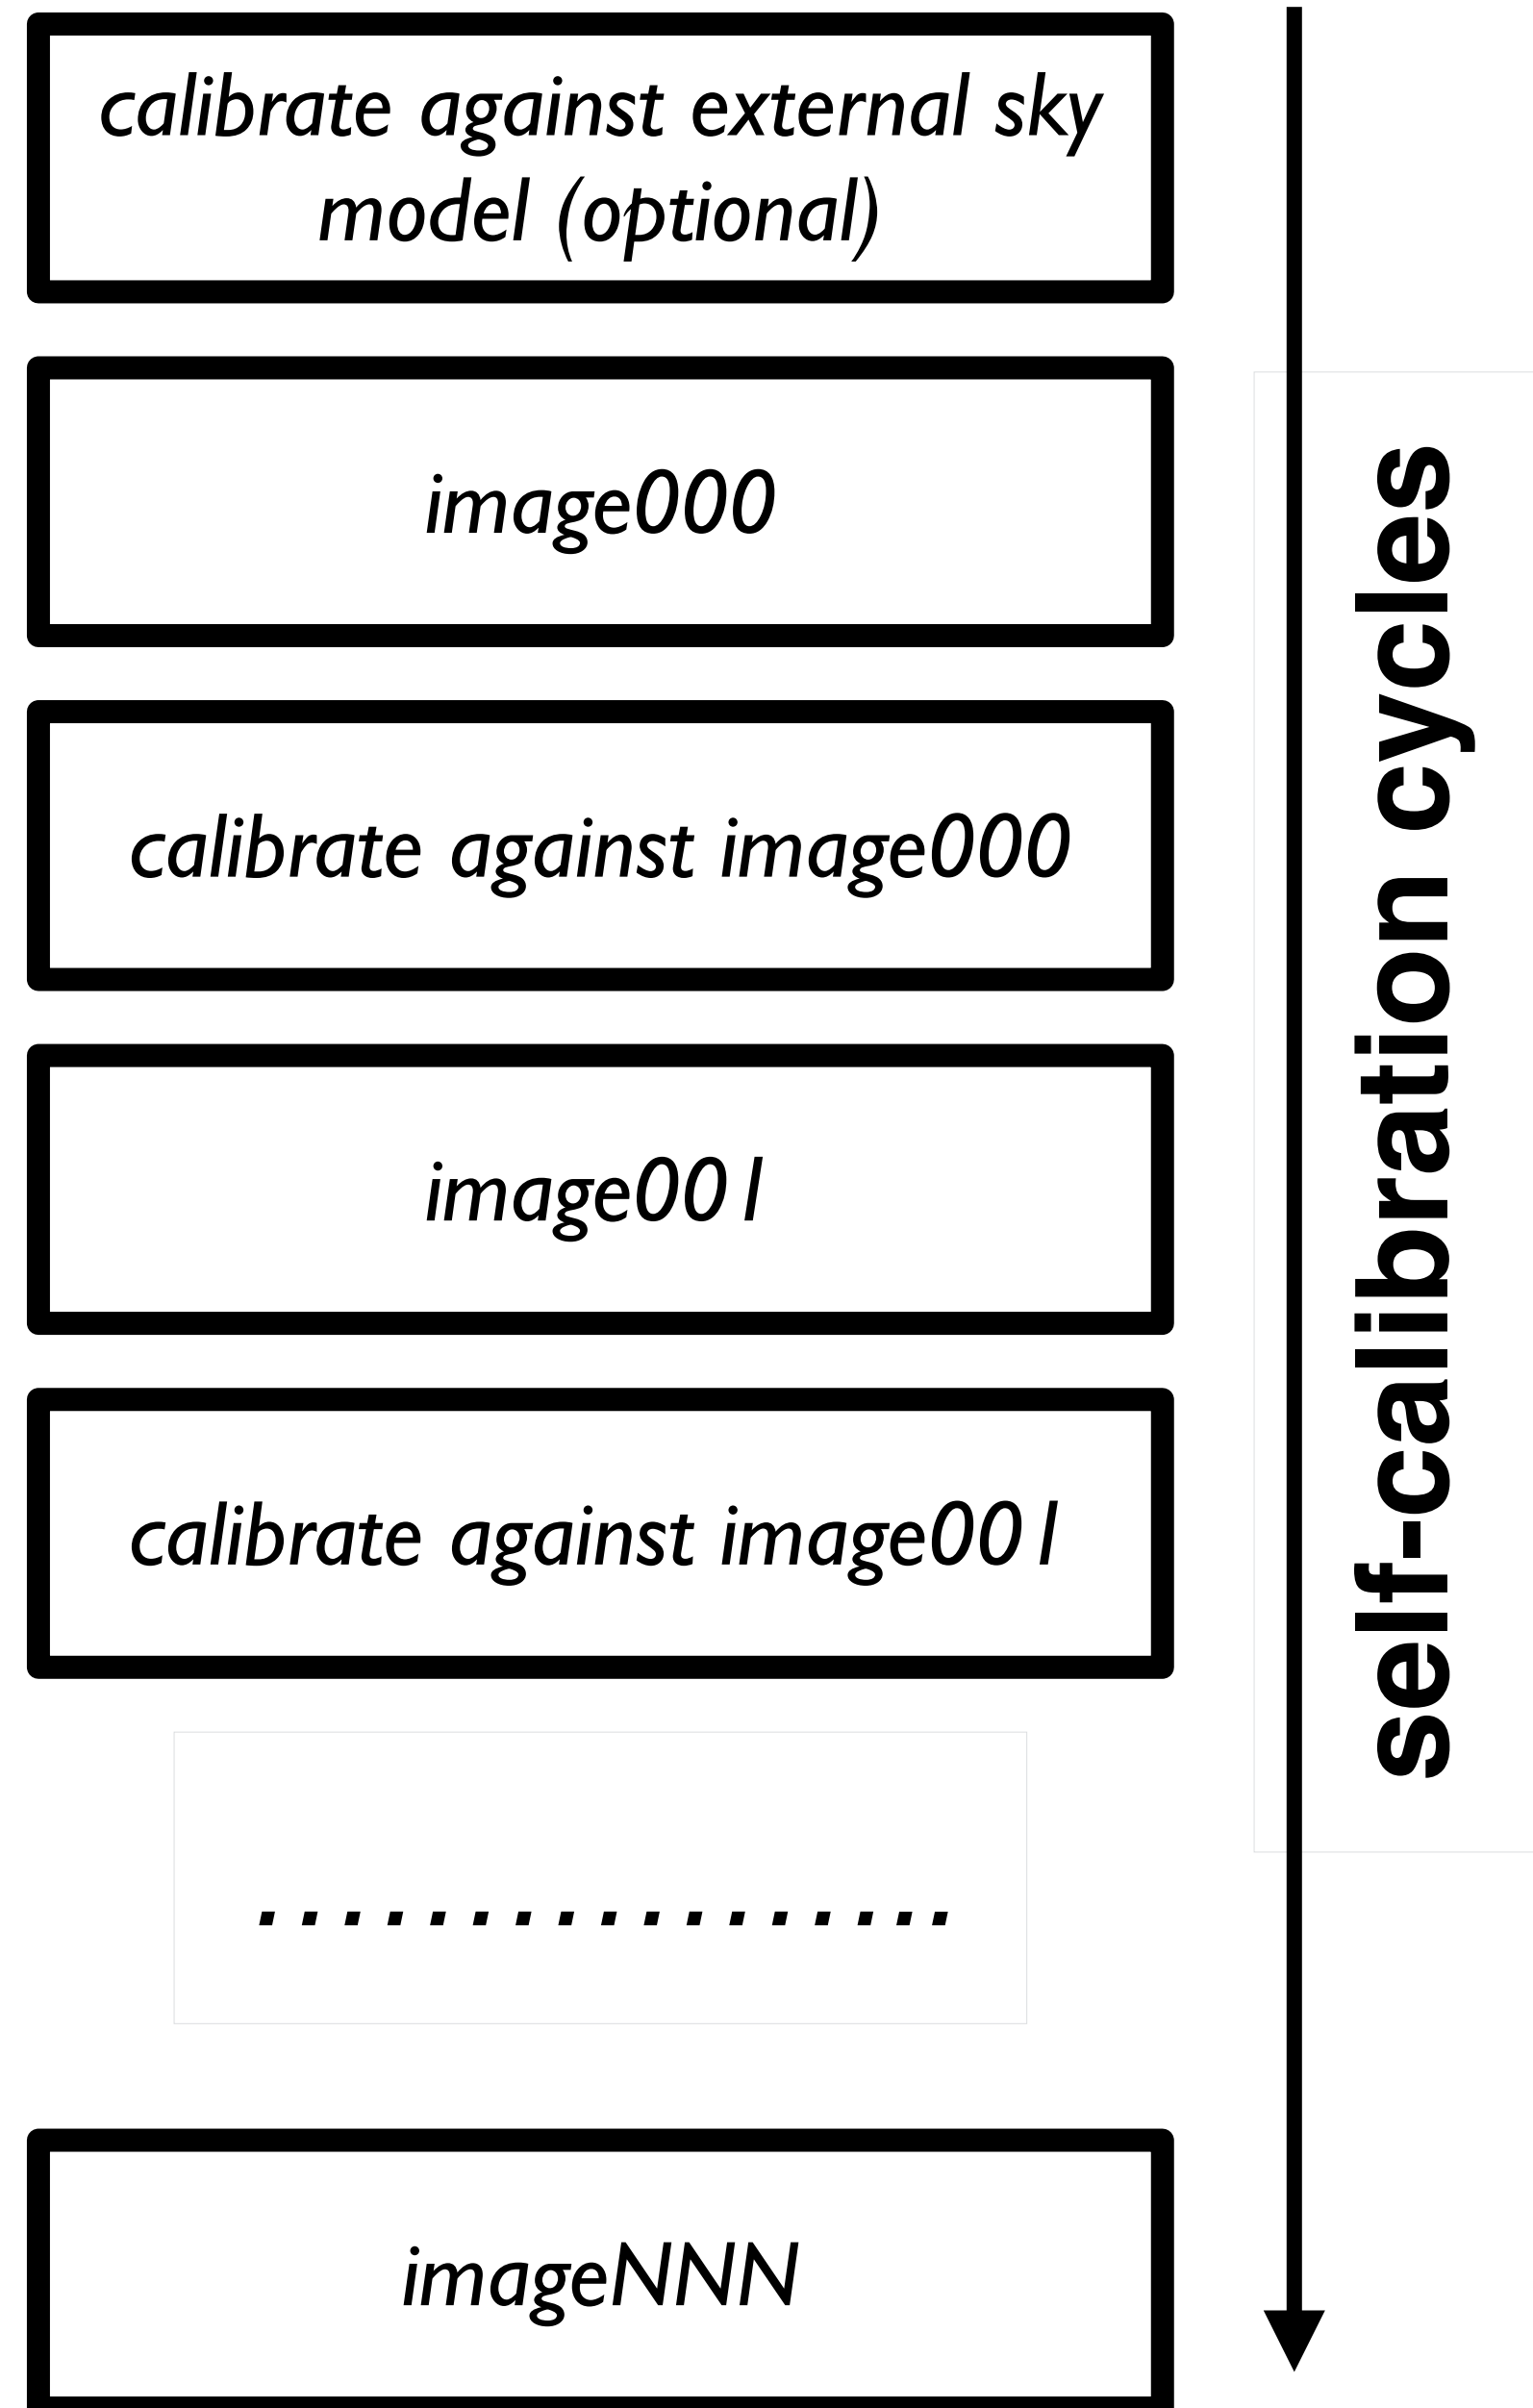 calibrate against external sky
model (optional)
image000
calibrate against image000
image001
calibrate against image001
.................
imageNNN
self-calibration cycles